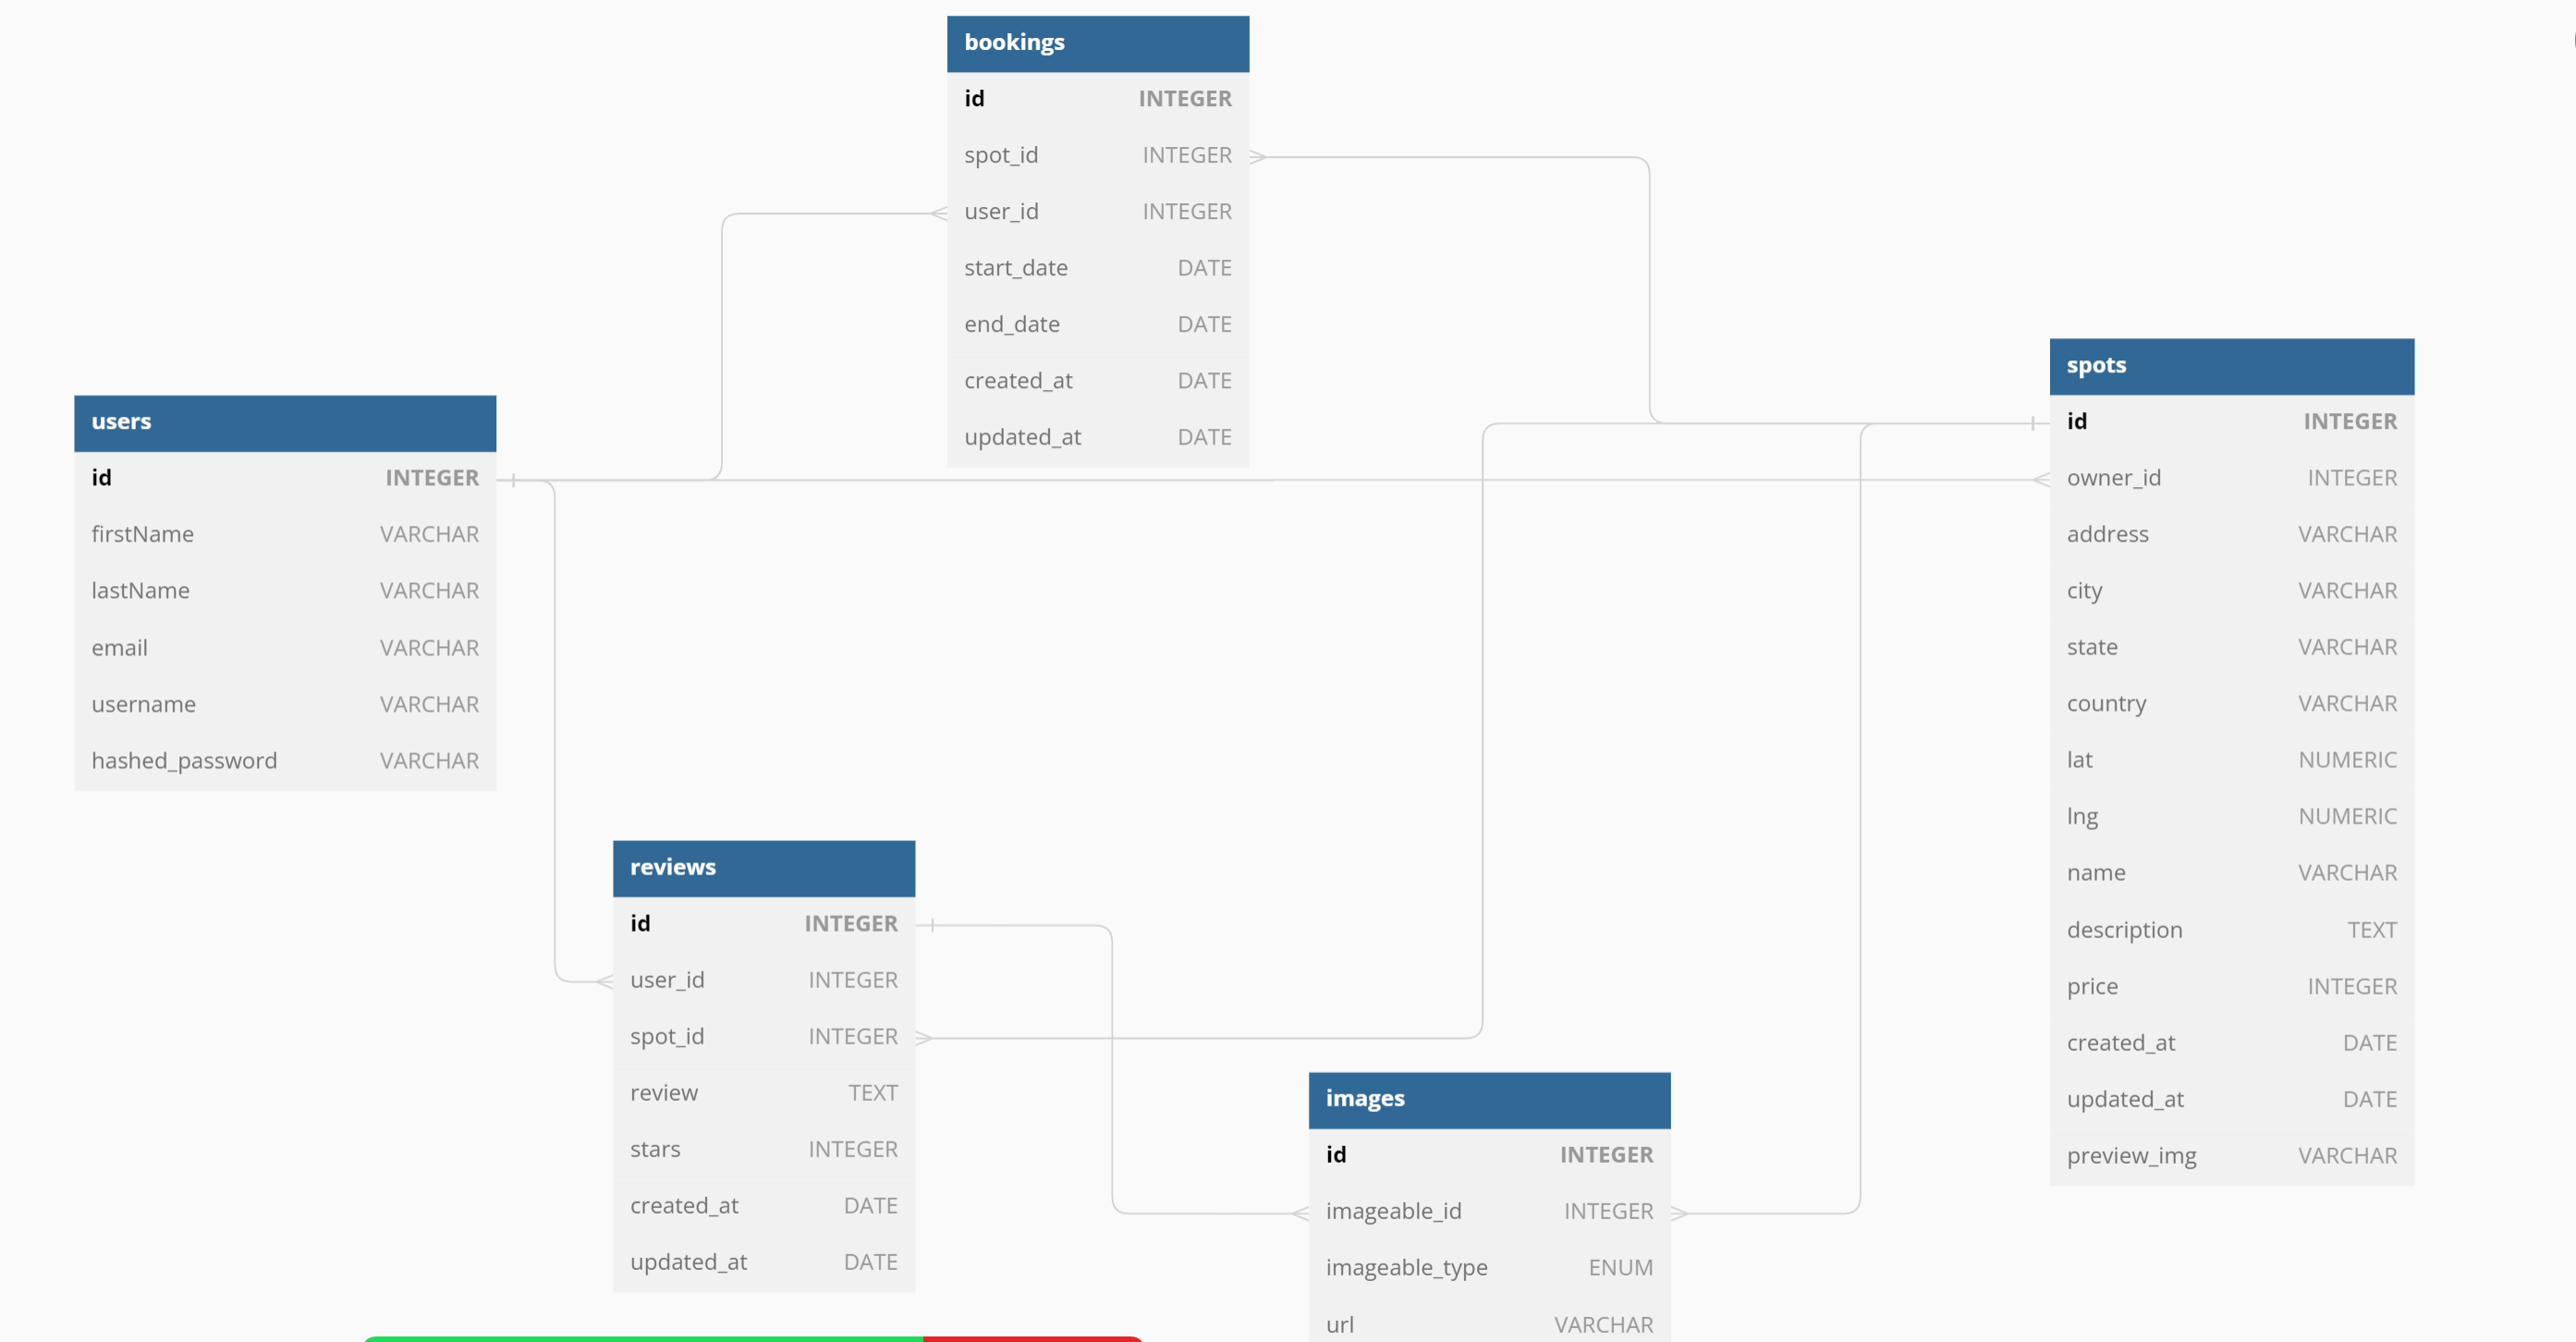 bookings
id INTEGER
spot_id INTEGER
user_id INTEGER
start_date DATE
end_date DATE
created_at DATE
updated_at DATE
users
id INTEGER
firstName VARCHAR
lastName VARCHAR
email VARCHAR
username VARCHAR
hashed_password VARCHAR
spots
id INTEGER
owner_id INTEGER
address VARCHAR
city VARCHAR
state VARCHAR
country VARCHAR
lat NUMERIC
lng NUMERIC
name VARCHAR
description TEXT
price INTEGER
created_at DATE
updated_at DATE
preview_img VARCHAR
reviews
id INTEGER
user_id INTEGER
spot_id INTEGER
review TEXT
stars INTEGER
created_at DATE
updated_at DATE
images
id INTEGER
imageable_id INTEGER
imageable_type ENUM
url VARCHAR